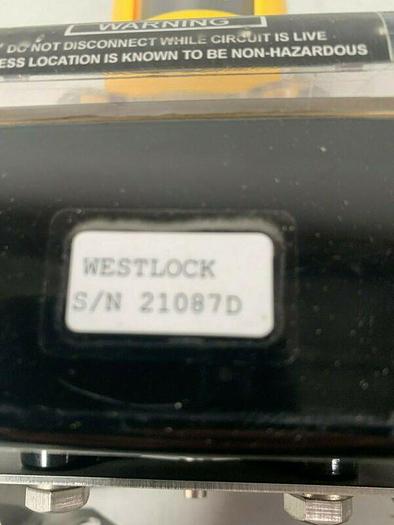 WARNING
DO NOT DISCONNECT WHILE CIRCUIT IS LIVE
LOCATION IS KNOWN TO BE NON-HAZARDOUS
WESTLOCK
S/N 21087D